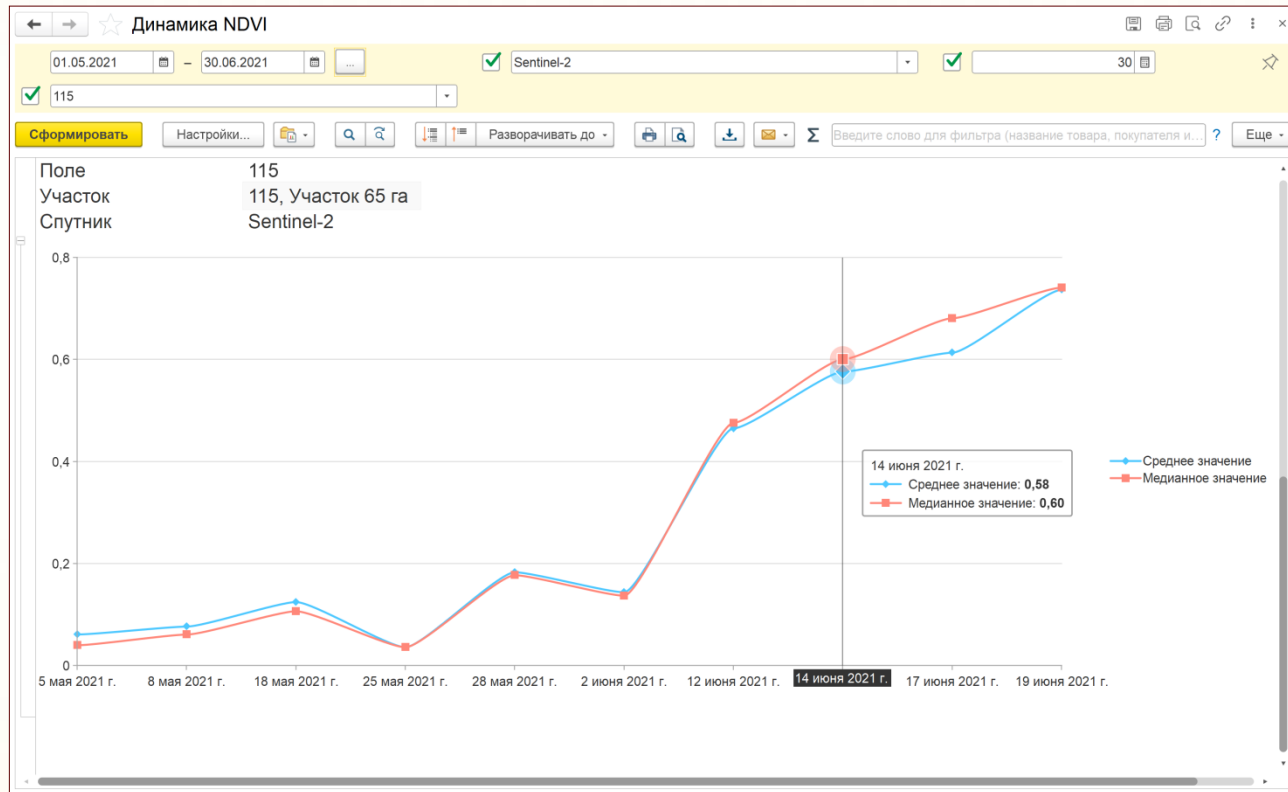 Динамика NDVI
01.05.2021 – 30.06.2021 ... Sentinel-2 30
115
Сформировать Настройки... Разворачивать до Σ Введите слово для фильтра (название товара, покупателя и... ? Еще
Поле 115
Участок 115, Участок 65 га
Спутник Sentinel-2
0,8
0,6
0,4
0,2
0
14 июня 2021 г.
Среднее значение: 0,58
Медианное значение: 0,60
Среднее значение
Медианное значение
5 мая 2021 г. 8 мая 2021 г. 18 мая 2021 г. 25 мая 2021 г. 28 мая 2021 г. 2 июня 2021 г. 12 июня 2021 г. 14 июня 2021 г. 17 июня 2021 г. 19 июня 2021 г.